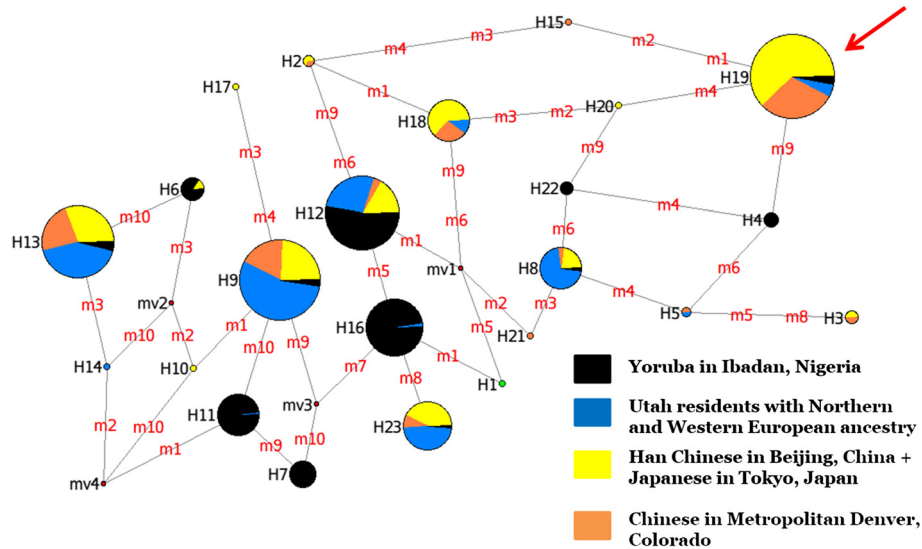 H15
m3
m4
m2
H2
m1
H19
H17
m1
m4
H20
m3
m2
H18
m9
m3
m9
m9
m9
m6
H6
H22
m4
m10
m4
H12
H4
H13
m1
m6
m3
m6
mv1
H8
m6
H9
m5
m3
mv2
m2
m3
m4
m10
m2
m1
m10
m9
H16
m5
H5
m5
m8
H3
H21
H14
H10
m7
m1
m8
H1
mv3
H11
m2
m10
H23
m1
m9
m10
mv4
H7
Yoruba in Ibadan, Nigeria
Utah residents with Northern
and Western European ancestry
Han Chinese in Beijing, China +
Japanese in Tokyo, Japan
Chinese in Metropolitan Denver,
Colorado